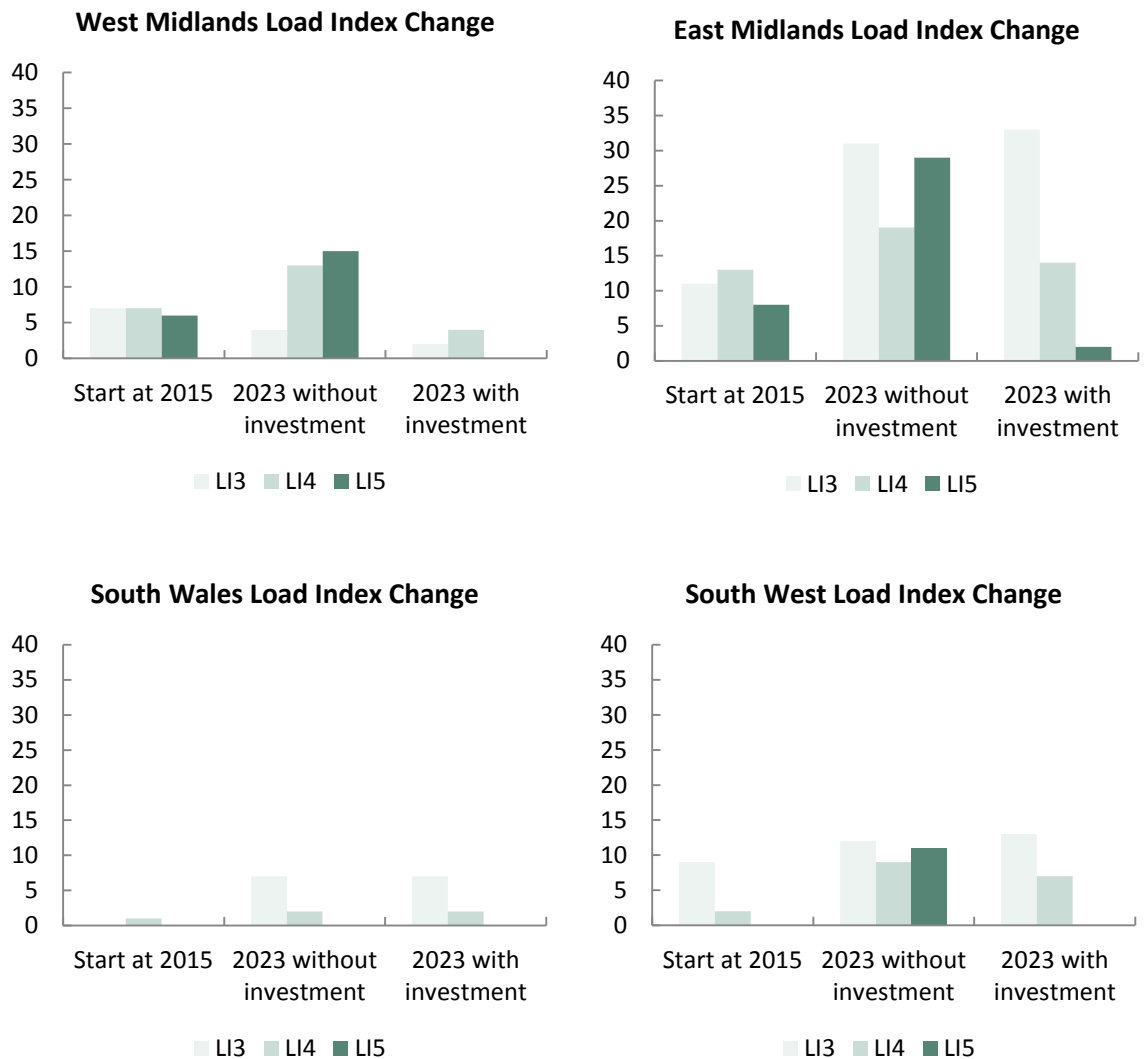 West Midlands Load Index Change
40
35
30
25
20
15
10
5
0
Start at 2015
2023 without
investment
2023 with
investment
LI3 LI4 LI5
East Midlands Load Index Change
40
35
30
25
20
15
10
5
0
Start at 2015
2023 without
investment
2023 with
investment
LI3 LI4 LI5
South Wales Load Index Change
40
35
30
25
20
15
10
5
0
Start at 2015
2023 without
investment
2023 with
investment
LI3 LI4 LI5
South West Load Index Change
40
35
30
25
20
15
10
5
0
Start at 2015
2023 without
investment
2023 with
investment
LI3 LI4 LI5